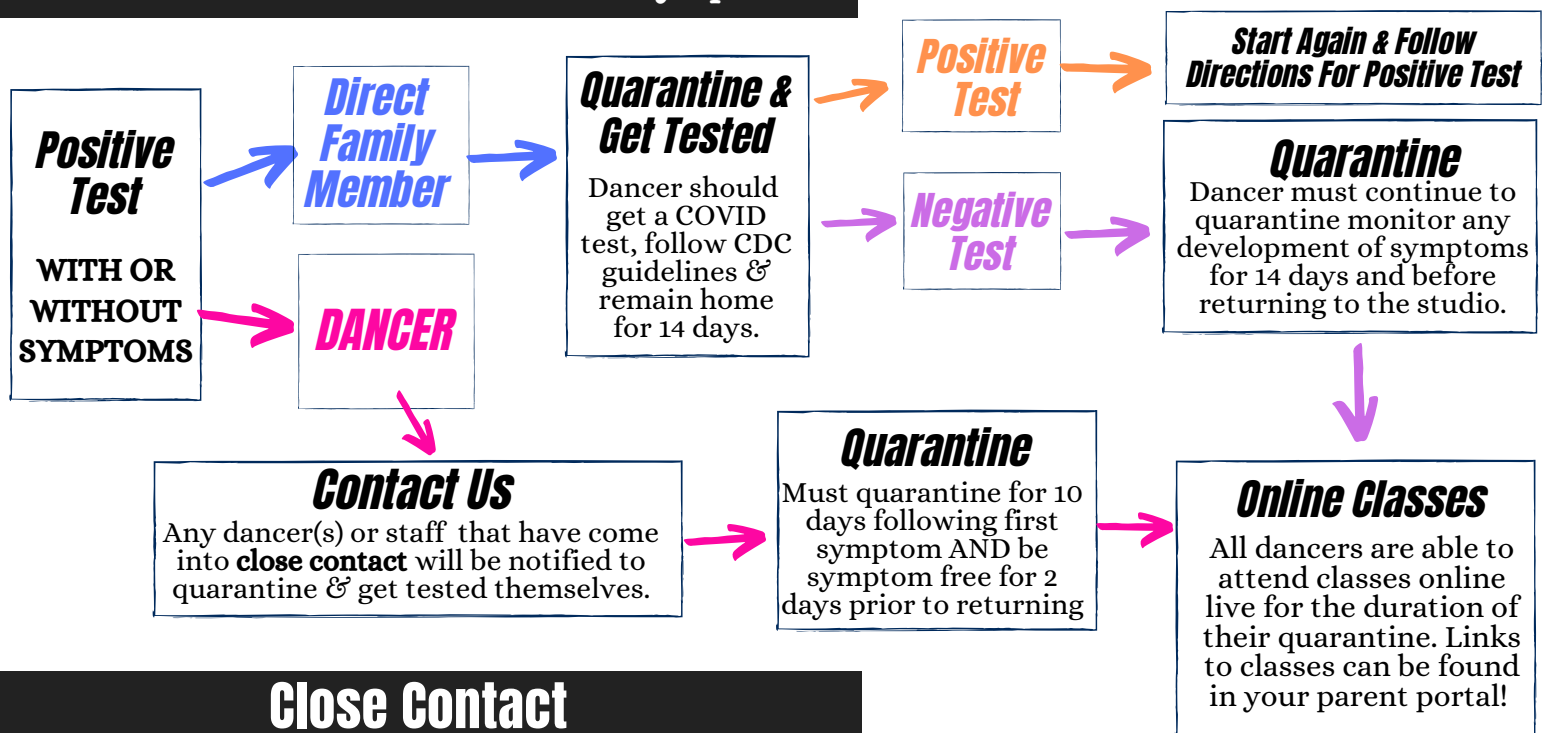 Positive
Test
WITH OR
WITHOUT
SYMPTOMS
Direct
Family
Member
DANCER
Quarantine &
Get Tested
Dancer should
get a COVID
test, follow CDC
guidelines &
remain home
for 14 days.
Positive
Test
Start Again & Follow
Directions For Positive Test
Negative
Test
Quarantine
Dancer must continue to
quarantine monitor any
development of symptoms
for 14 days and before
returning to the studio.
Contact Us
Any dancer(s) or staff that have come
into close contact will be notified to
quarantine & get tested themselves.
Quarantine
Must quarantine for 10
days following first
symptom AND be
symptom free for 2
days prior to returning
Online Classes
All dancers are able to
attend classes online
live for the duration of
their quarantine. Links
to classes can be found
in your parent portal!
Close Contact